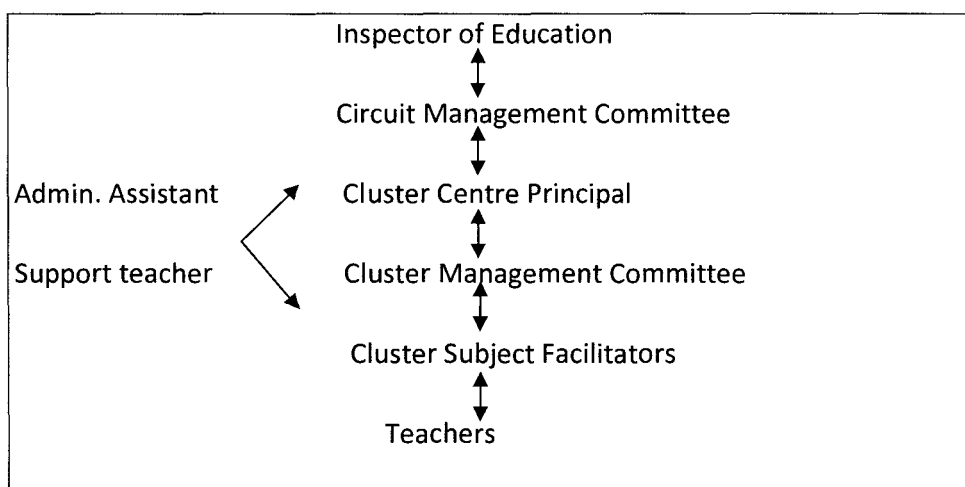 Inspector of Education
Circuit Management Committee
Admin. Assistant
Cluster Centre Principal
Support teacher
Cluster Management Committee
Cluster Subject Facilitators
Teachers